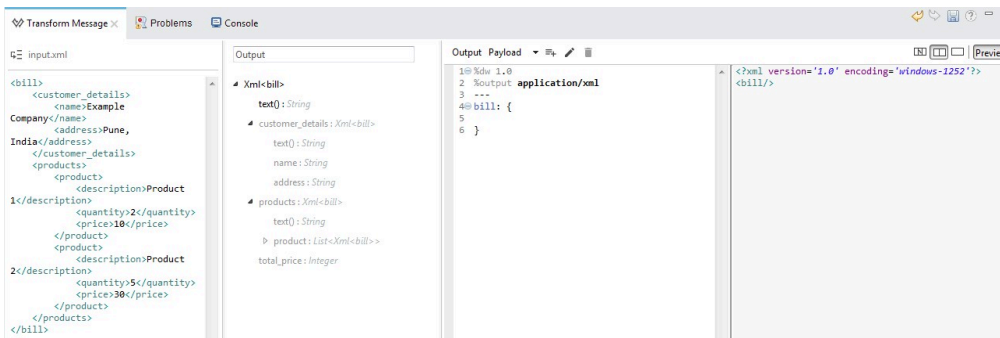 Transform Message
Problems
Console
input.xml
<bill>
<customer_details>
<name>Example
Company</name>
<address>Pune,
India</address>
</customer_details>
<products>
<product>
<description>Product
1</description>
<quantity>2</quantity>
<price>10</price>
</product>
<product>
<description>Product
2</description>
<quantity>5</quantity>
<price>30</price>
</product>
</products>
</bill>
Output
Xml<bill>
text() : String
customer_details : Xml<bill>
text() : String
name : String
address : String
products : Xml<bill>
text() : String
product : List<Xml<bill>>
total_price : Integer
Output Payload
1 %dw 1.0
2 %output application/xml
3 ---
4 bill: {
5
6 }
Previe
<?xml version='1.0' encoding='windows-1252'?>
<bill/>